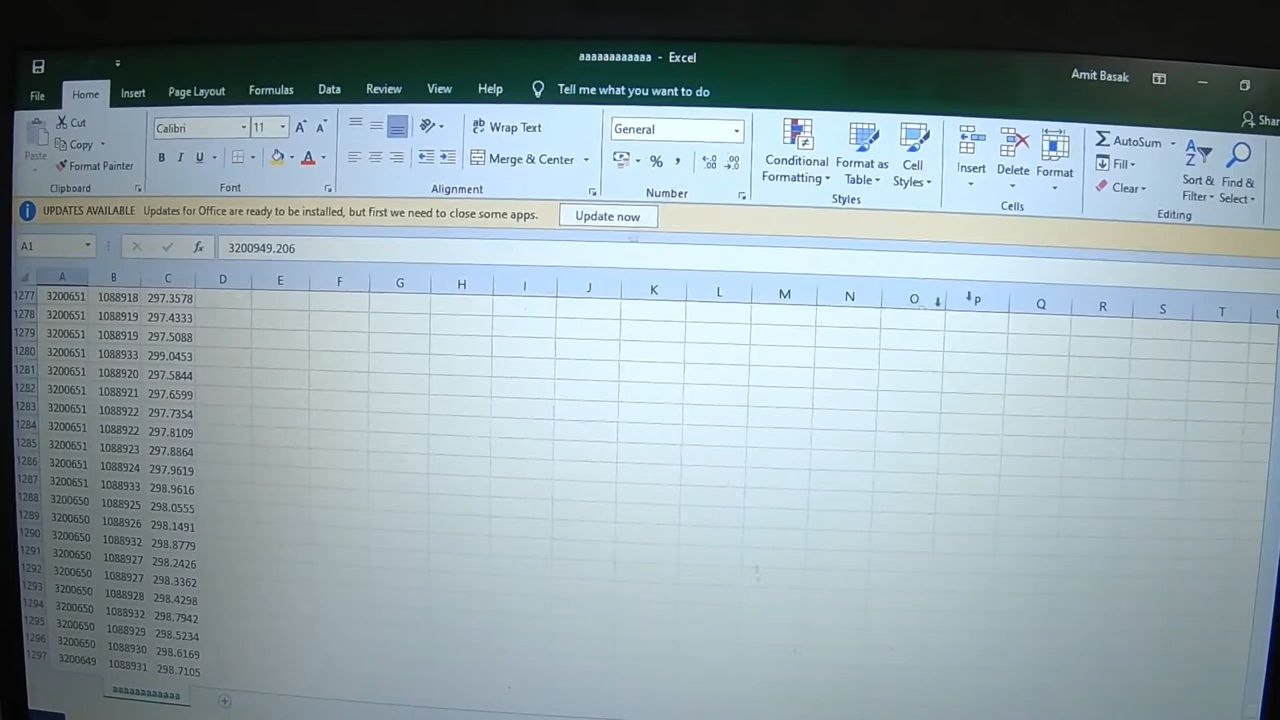 aaaaaaaaaaaa - Excel
Amit Basak
File Home Insert Page Layout Formulas Data Review View Help Tell me what you want to do
Shar
Paste
Cut
Copy
Format Painter
Clipboard
Calibri 11
B I U
Font
Wrap Text
Merge & Center
Alignment
General
%
Number
Conditional Formatting
Format as Table
Cell Styles
Styles
Insert Delete Format
Cells
AutoSum
Fill
Clear
Sort & Filter
Find & Select
Editing
UPDATES AVAILABLE Updates for Office are ready to be installed, but first we need to close some apps. Update now
A1 fx 3200949.206
A B C D E F G H I J K L M N O P Q R S T
1277 3200651 1088918 297.3578
1278 3200651 1088919 297.4333
1279 3200651 1088919 297.5088
1280 3200651 1088933 299.0453
1281 3200651 1088920 297.5844
1282 3200651 1088921 297.6599
1283 3200651 1088922 297.7354
1284 3200651 1088922 297.8109
1285 3200651 1088923 297.8864
1286 3200651 1088924 297.9619
1287 3200651 1088933 298.9616
1288 3200650 1088925 298.0555
1289 3200650 1088926 298.1491
1290 3200650 1088932 298.8779
1291 3200650 1088927 298.2426
1292 3200650 1088927 298.3362
1293 3200650 1088928 298.4298
1294 3200650 1088932 298.7942
1295 3200650 1088929 298.5234
1296 3200650 1088930 298.6169
1297 3200649 1088931 298.7105
aaaaaaaaaaaa